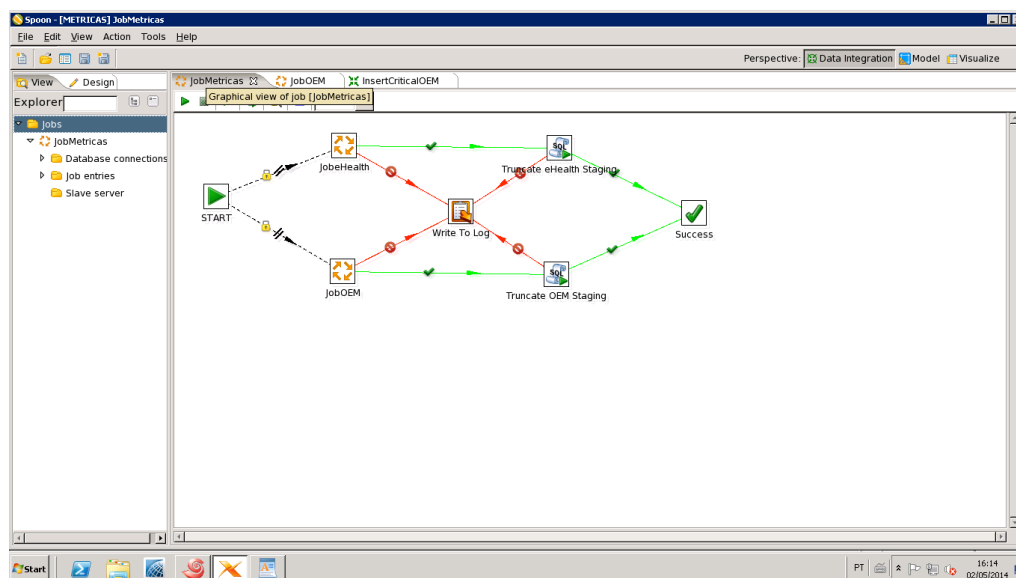 Spoon - [METRICAS] JobMetricas
File Edit View Action Tools Help
Perspective: Data Integration Model Visualize
View Design
JobMetricas JobOEM InsertCriticalOEM
Explorer
Graphical view of job [JobMetricas]
Jobs
JobMetricas
Database connections
Job entries
Slave server
START
JobeHealth
SQL
Truncate eHealth Staging
Write To Log
Success
JobOEM
SQL
Truncate OEM Staging
Start
PT
16:14
02/05/2014